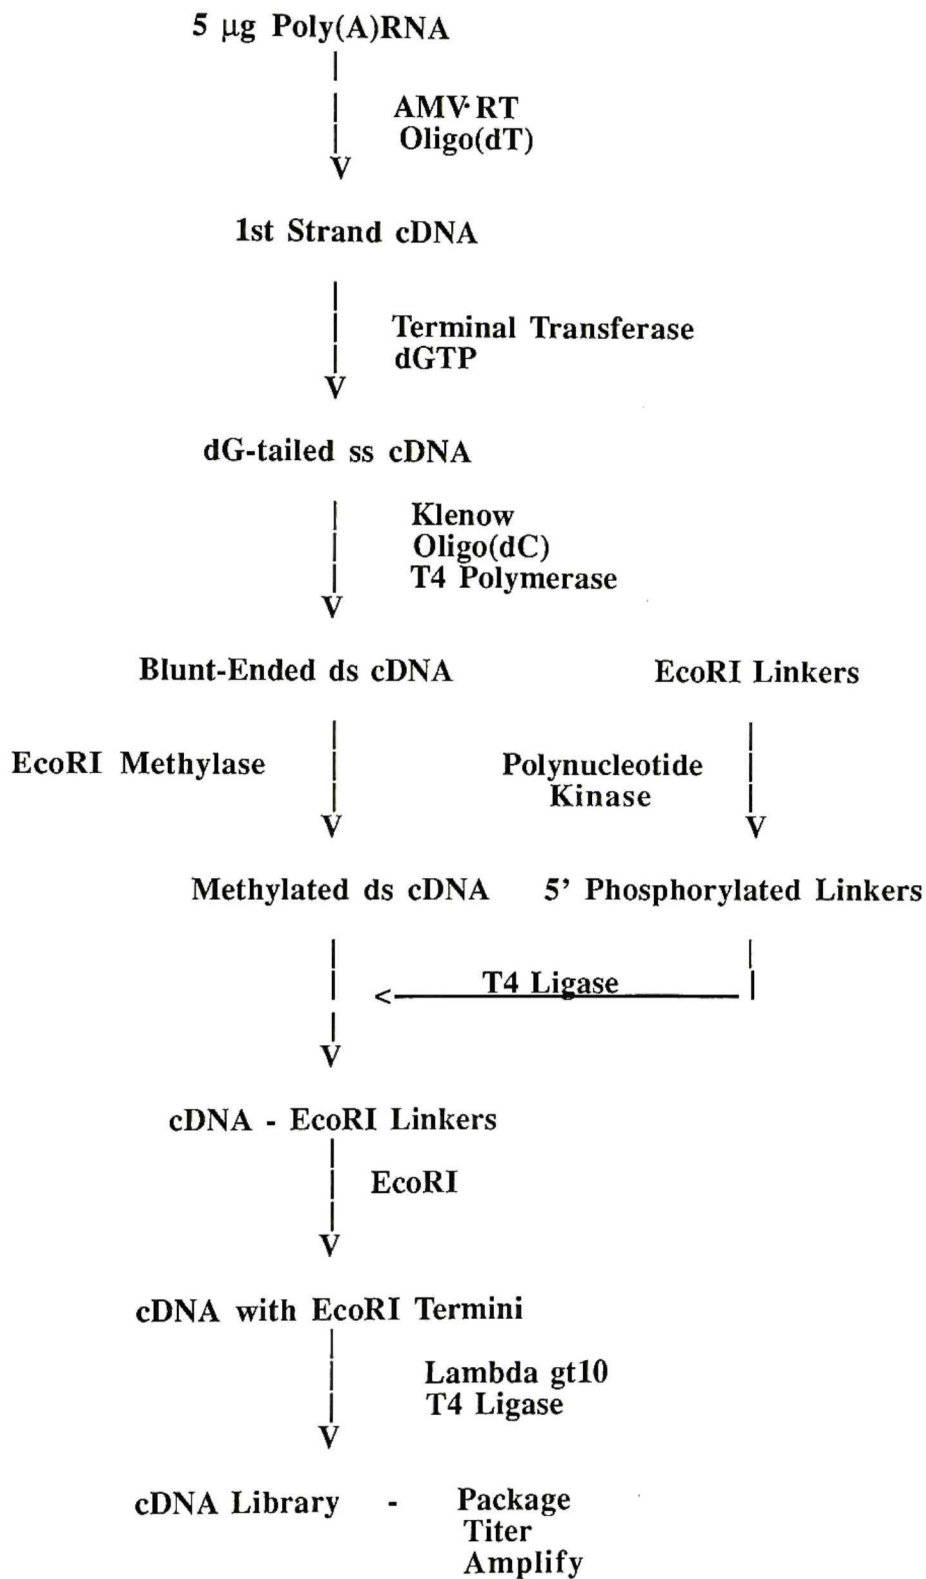 5 µg Poly(A)RNA
AMV·RT
Oligo(dT)
1st Strand cDNA
Terminal Transferase
dGTP
dG-tailed ss cDNA
Klenow
Oligo(dC)
T4 Polymerase
Blunt-Ended ds cDNA
EcoRI Linkers
EcoRI Methylase
Polynucleotide
Kinase
Methylated ds cDNA
5' Phosphorylated Linkers
T4 Ligase
cDNA - EcoRI Linkers
EcoRI
cDNA with EcoRI Termini
Lambda gt10
T4 Ligase
cDNA Library - Package
Titer
Amplify